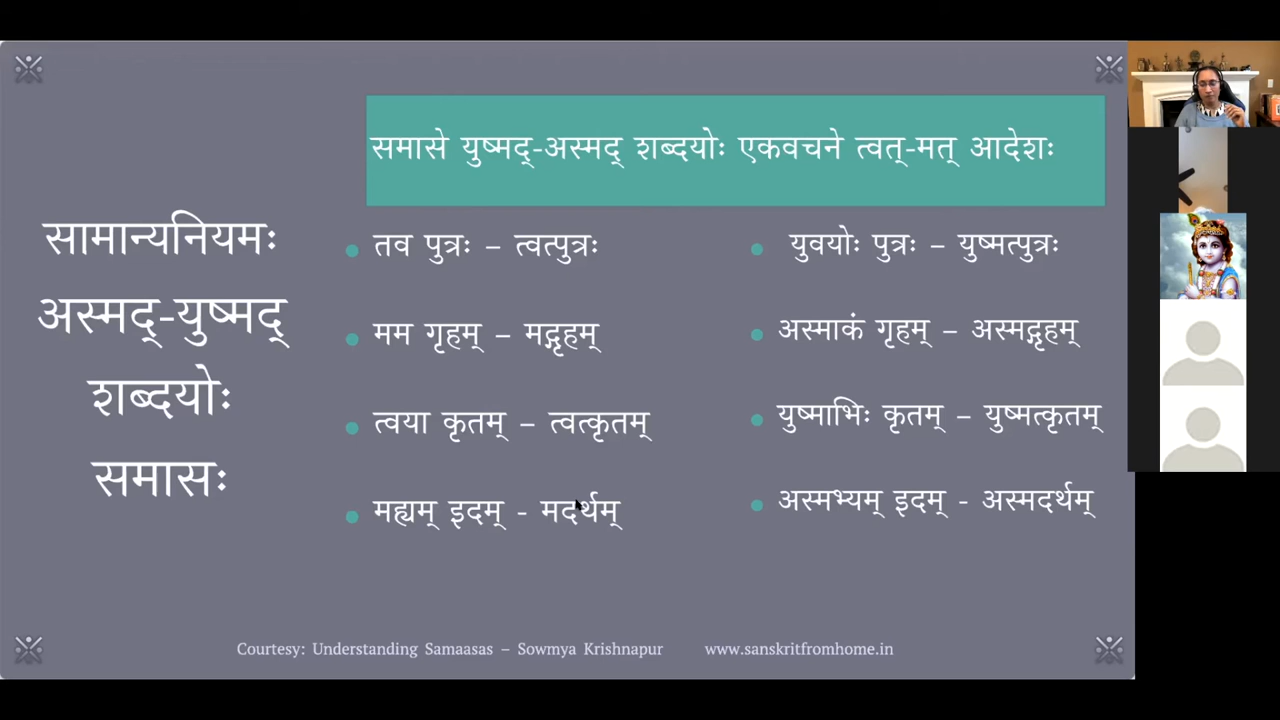 समासे युष्मद्-अस्मद् शब्दयोः एकवचने त्वत्-मत् आदेशः
सामान्यनियमः
अस्मद्-युष्मद्
शब्दयोः
समासः
तव पुत्रः – त्वत्पुत्रः
मम गृहम् – मद्गृहम्
त्वया कृतम् – त्वत्कृतम्
मह्यम् इदम् - मदर्थम्
युवयोः पुत्रः – युष्मत्पुत्रः
अस्माकं गृहम् – अस्मद्गृहम्
युष्माभिः कृतम् – युष्मत्कृतम्
अस्मभ्यम् इदम् - अस्मदर्थम्
Courtesy: Understanding Samaasas – Sowmya Krishnapur www.sanskritfromhome.in